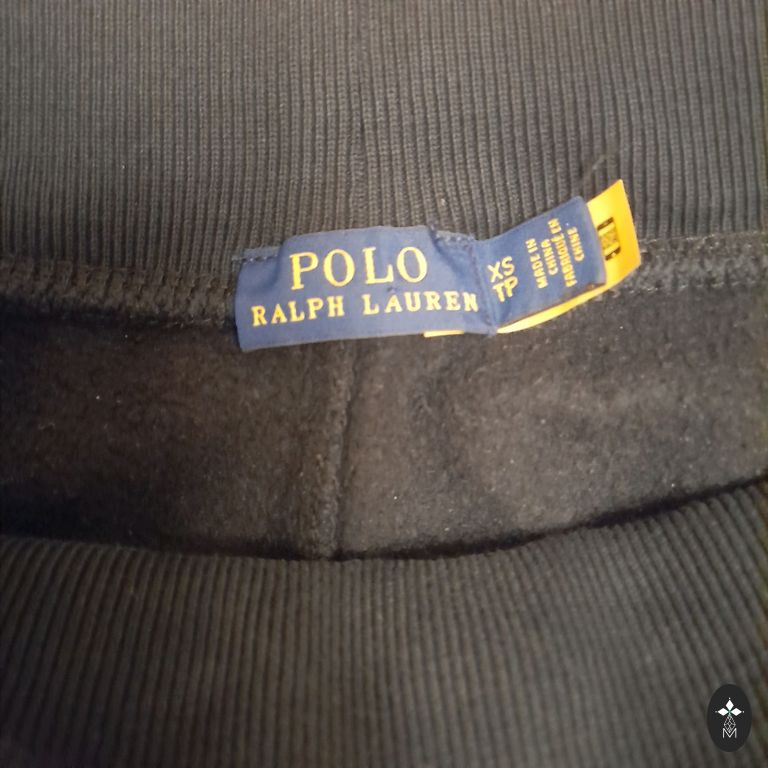 POLO
RALPH LAUREN
XS
TP
MADE IN
CHINA
FABRIQUÉ EN
CHINE.
M